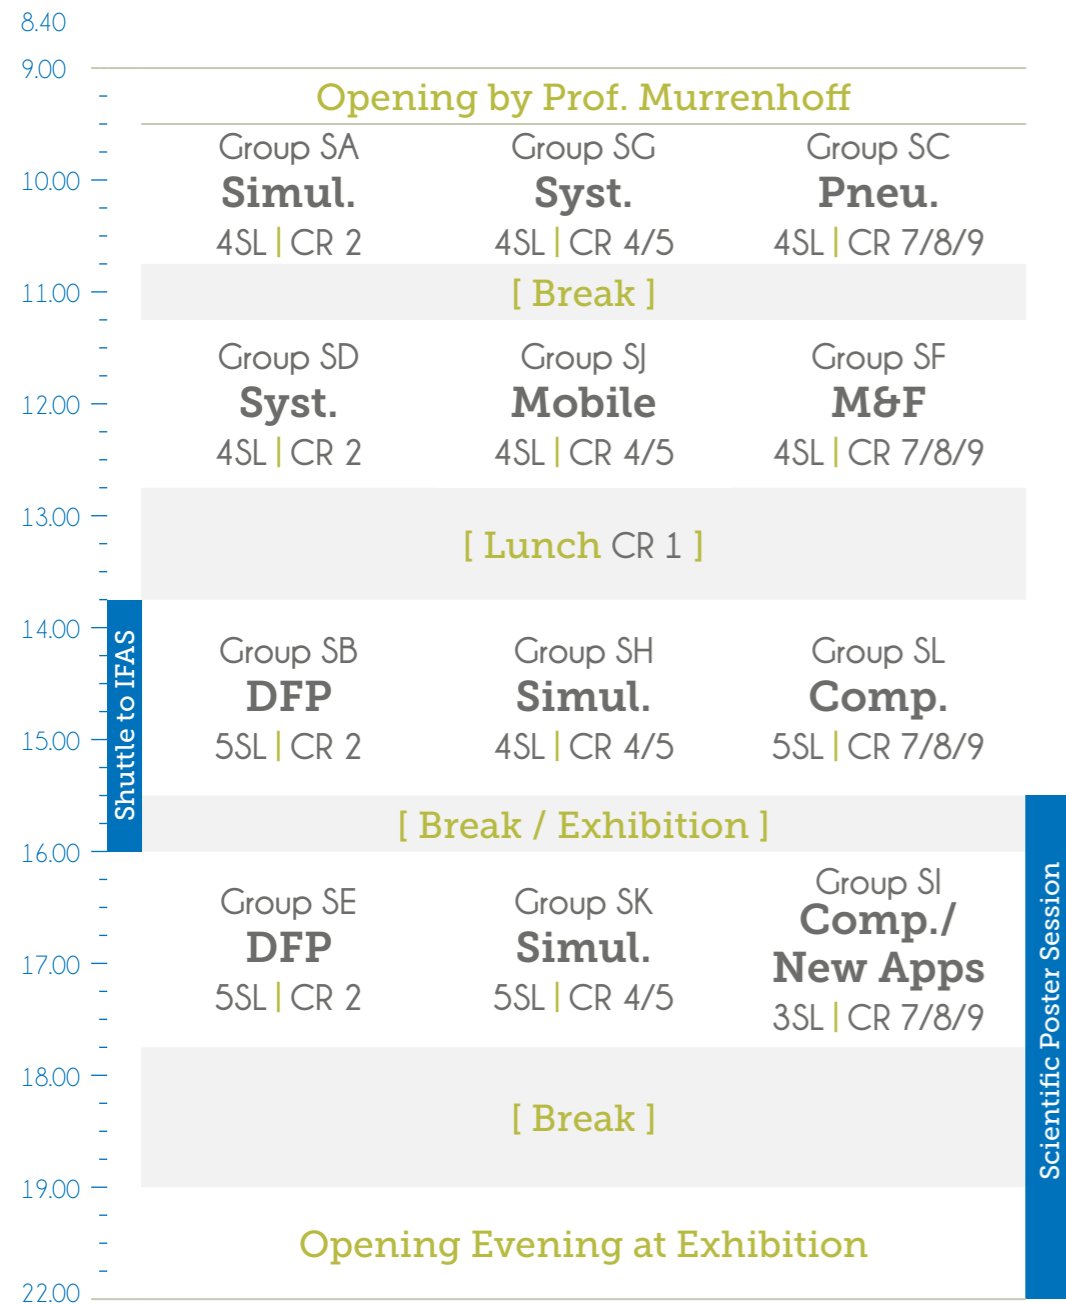 8.40
9.00
Opening by Prof. Murrenhoff
Group SA
Simul.
4SL | CR 2
Group SG
Syst.
4SL | CR 4/5
Group SC
Pneu.
4SL | CR 7/8/9
10.00
[ Break ]
11.00
Group SD
Syst.
4SL | CR 2
Group SJ
Mobile
4SL | CR 4/5
Group SF
M&F
4SL | CR 7/8/9
12.00
13.00
[ Lunch CR 1 ]
14.00
Shuttle to IFAS
Group SB
DFP
5SL | CR 2
Group SH
Simul.
4SL | CR 4/5
Group SL
Comp.
5SL | CR 7/8/9
15.00
[ Break / Exhibition ]
16.00
Group SE
DFP
5SL | CR 2
Group SK
Simul.
5SL | CR 4/5
Group SI
Comp./
New Apps
3SL | CR 7/8/9
17.00
Scientific Poster Session
18.00
[ Break ]
19.00
Opening Evening at Exhibition
22.00